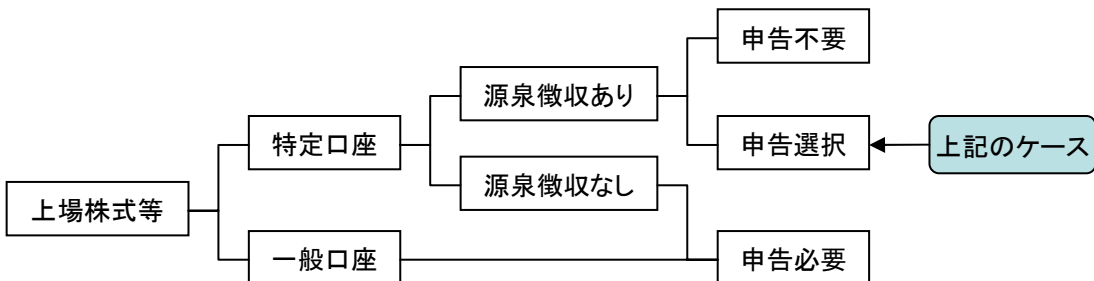 申告不要
源泉徴収あり
特定口座
申告選択
上記のケース
源泉徴収なし
上場株式等
一般口座
申告必要